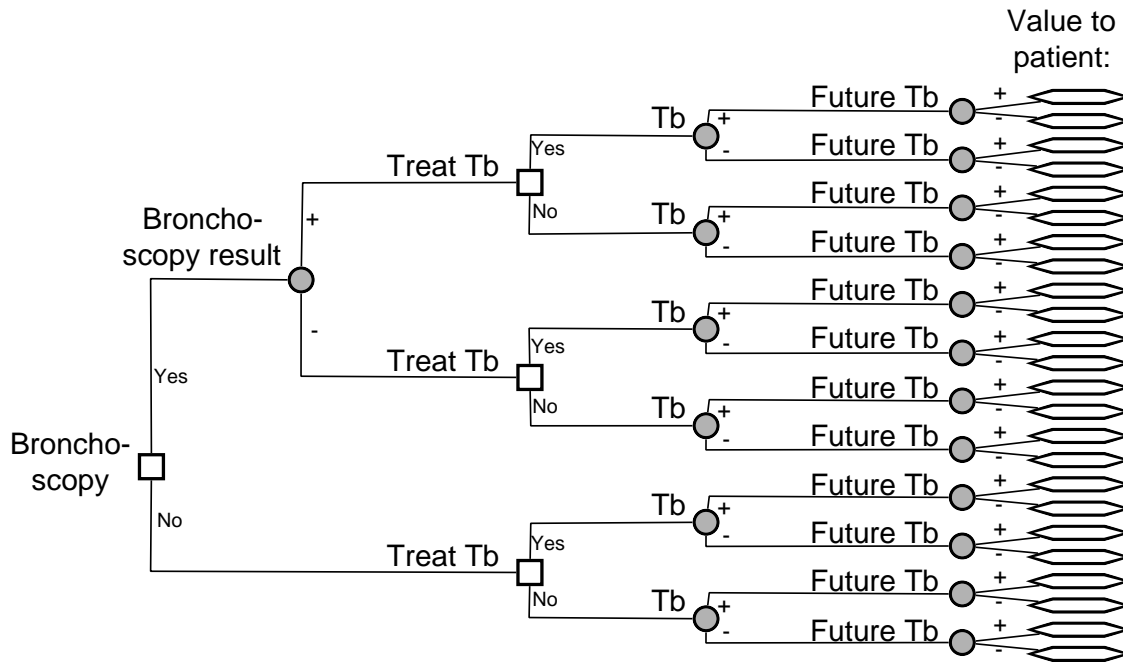 Value to
patient:
Future Tb + -
Tb + -
Future Tb + -
Treat Tb Yes No
Future Tb + -
Tb + -
Future Tb + -
Broncho-
scopy result + -
Future Tb + -
Tb + -
Future Tb + -
Treat Tb Yes No
Future Tb + -
Tb + -
Future Tb + -
Broncho-
scopy
Yes
No
Future Tb + -
Tb + -
Future Tb + -
Treat Tb Yes No
Future Tb + -
Tb + -
Future Tb + -